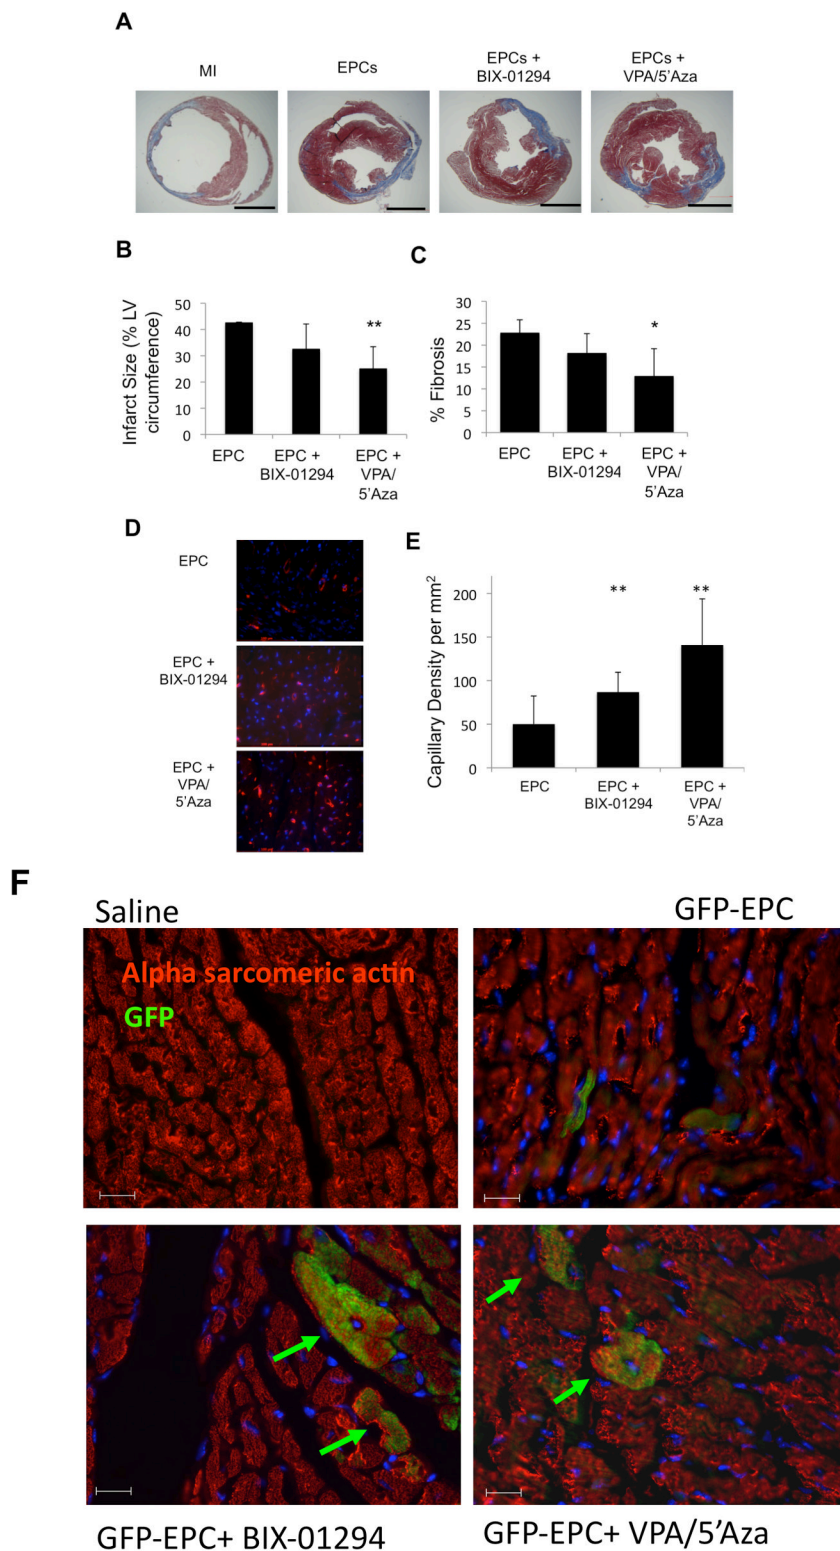 A
MI
EPCs
EPCs +
BIX-01294
EPCs +
VPA/5'Aza
B
Infarct Size (% LV
circumference)
50
40
30
20
10
0
**
EPC
EPC +
BIX-01294
EPC +
VPA/
5'Aza
C
% Fibrosis
30
25
20
15
10
5
0
*
EPC
EPC +
BIX-01294
EPC +
VPA/
5'Aza
D
EPC
EPC +
BIX-01294
EPC +
VPA/
5'Aza
E
Capillary Density per mm²
200
150
100
50
0
**
**
EPC
EPC +
BIX-01294
EPC +
VPA/
5'Aza
F
Saline
GFP-EPC
Alpha sarcomeric actin
GFP
GFP-EPC+ BIX-01294
GFP-EPC+ VPA/5'Aza